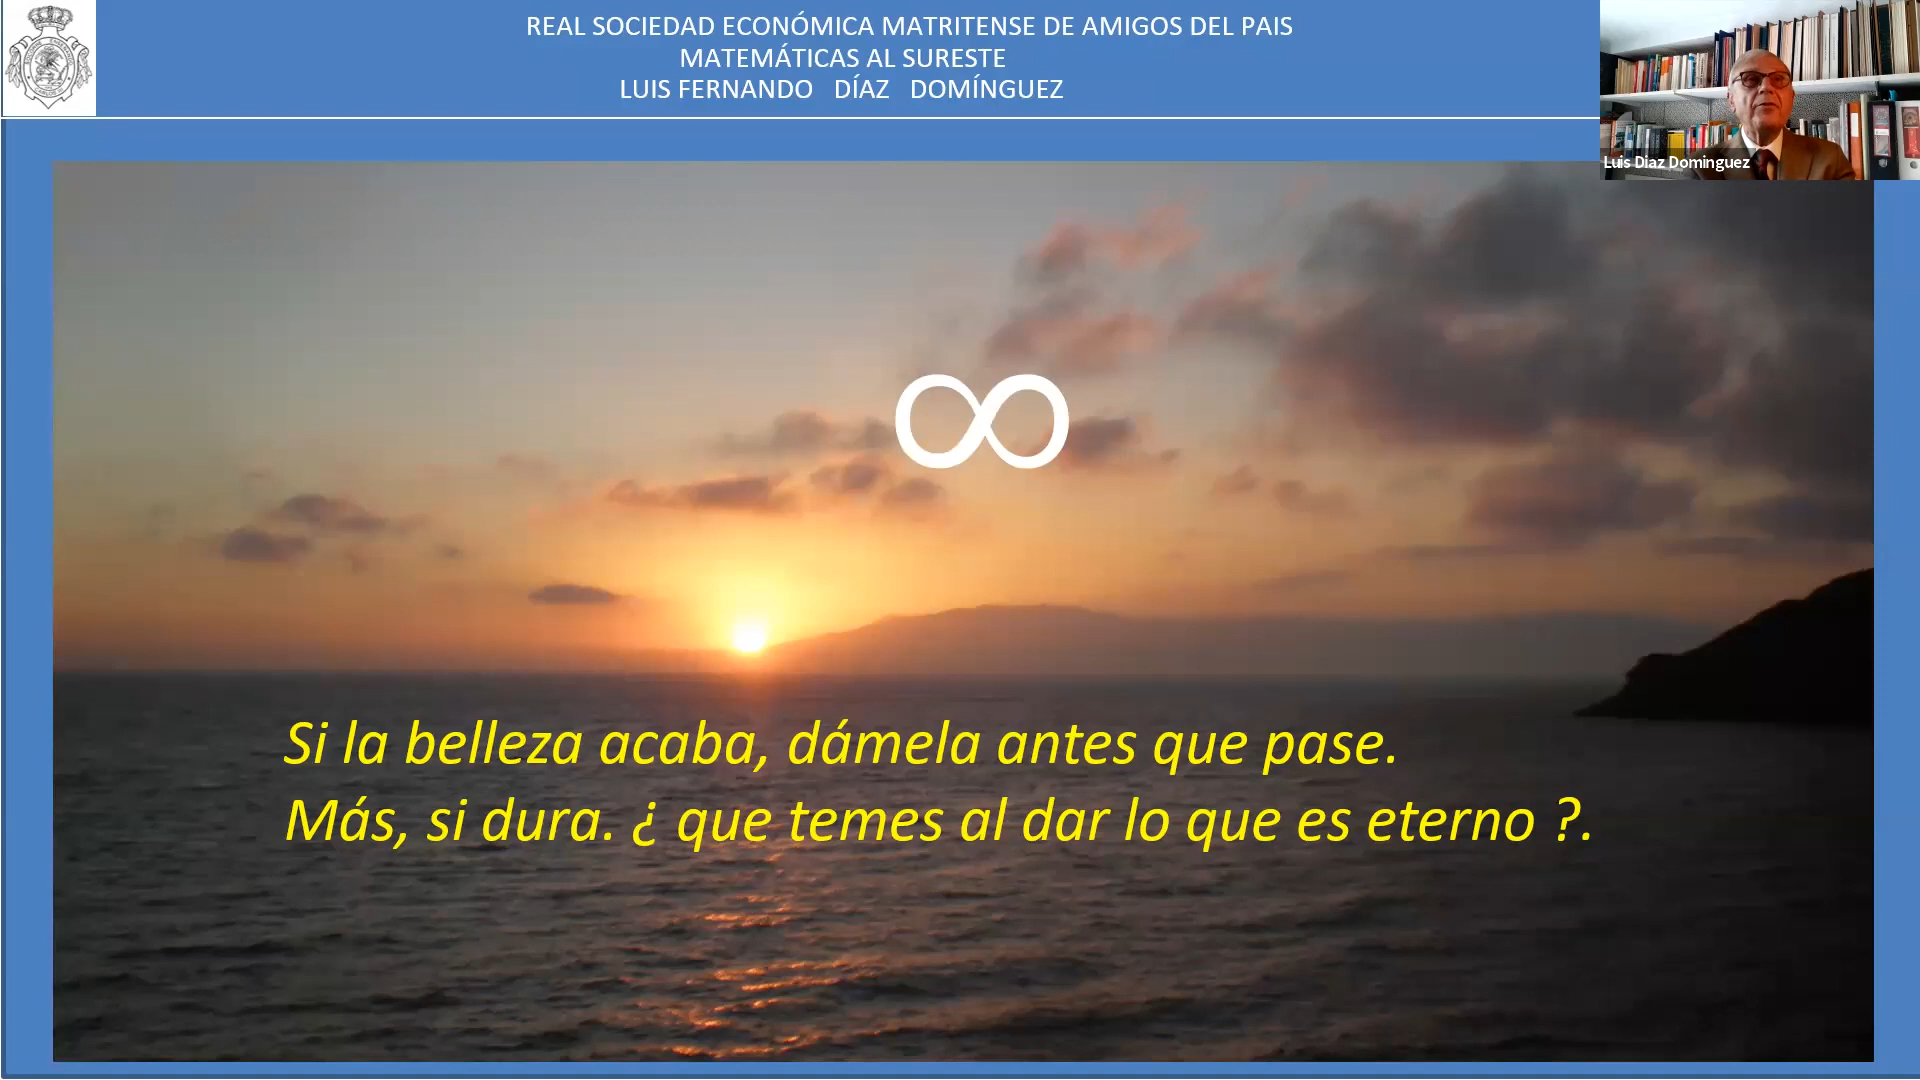 REAL SOCIEDAD ECONÓMICA MATRITENSE DE AMIGOS DEL PAIS
MATEMÁTICAS AL SURESTE
LUIS FERNANDO DÍAZ DOMÍNGUEZ
Luis Diaz Dominguez
∞
Si la belleza acaba, dámela antes que pase.
Más, si dura. ¿ que temes al dar lo que es eterno ?.